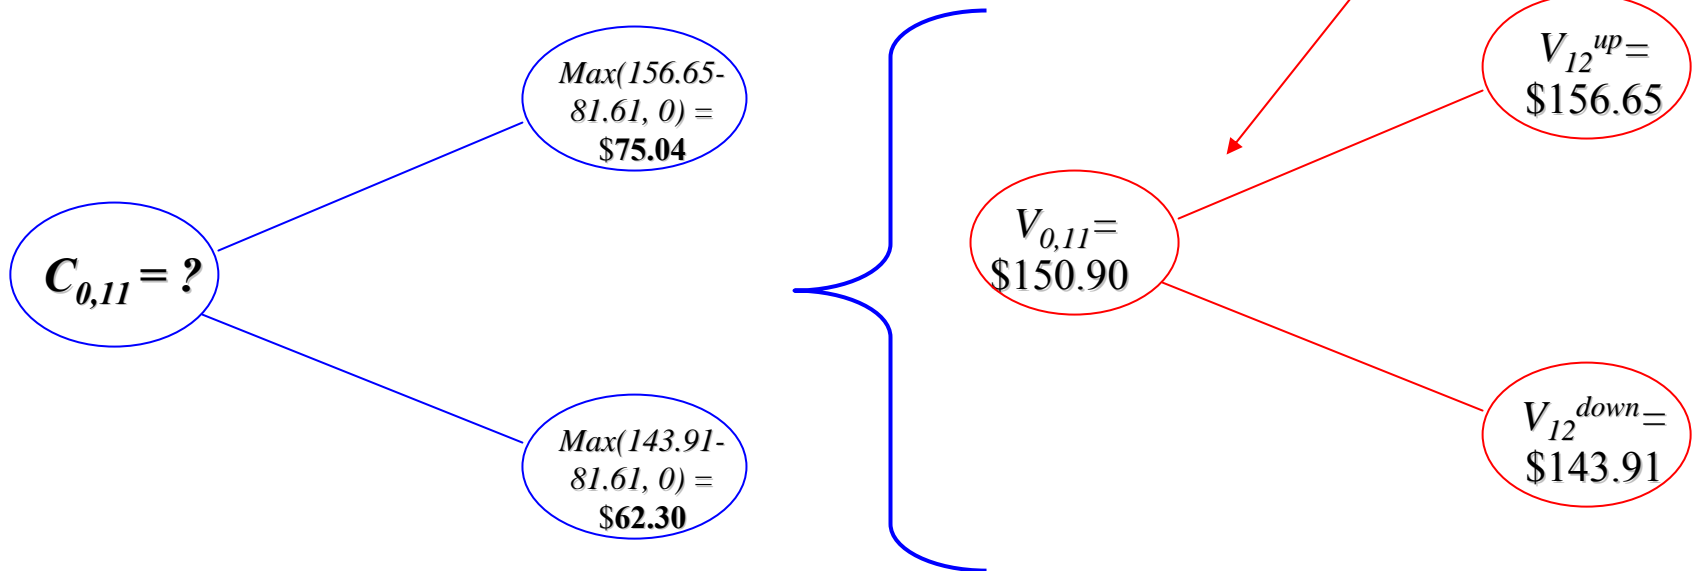 Max(156.65-
81.61, 0) =
$75.04
C0,11 = ?
Max(143.91-
81.61, 0) =
$62.30
V12up=
$156.65
V0,11=
$150.90
V12down=
$143.91